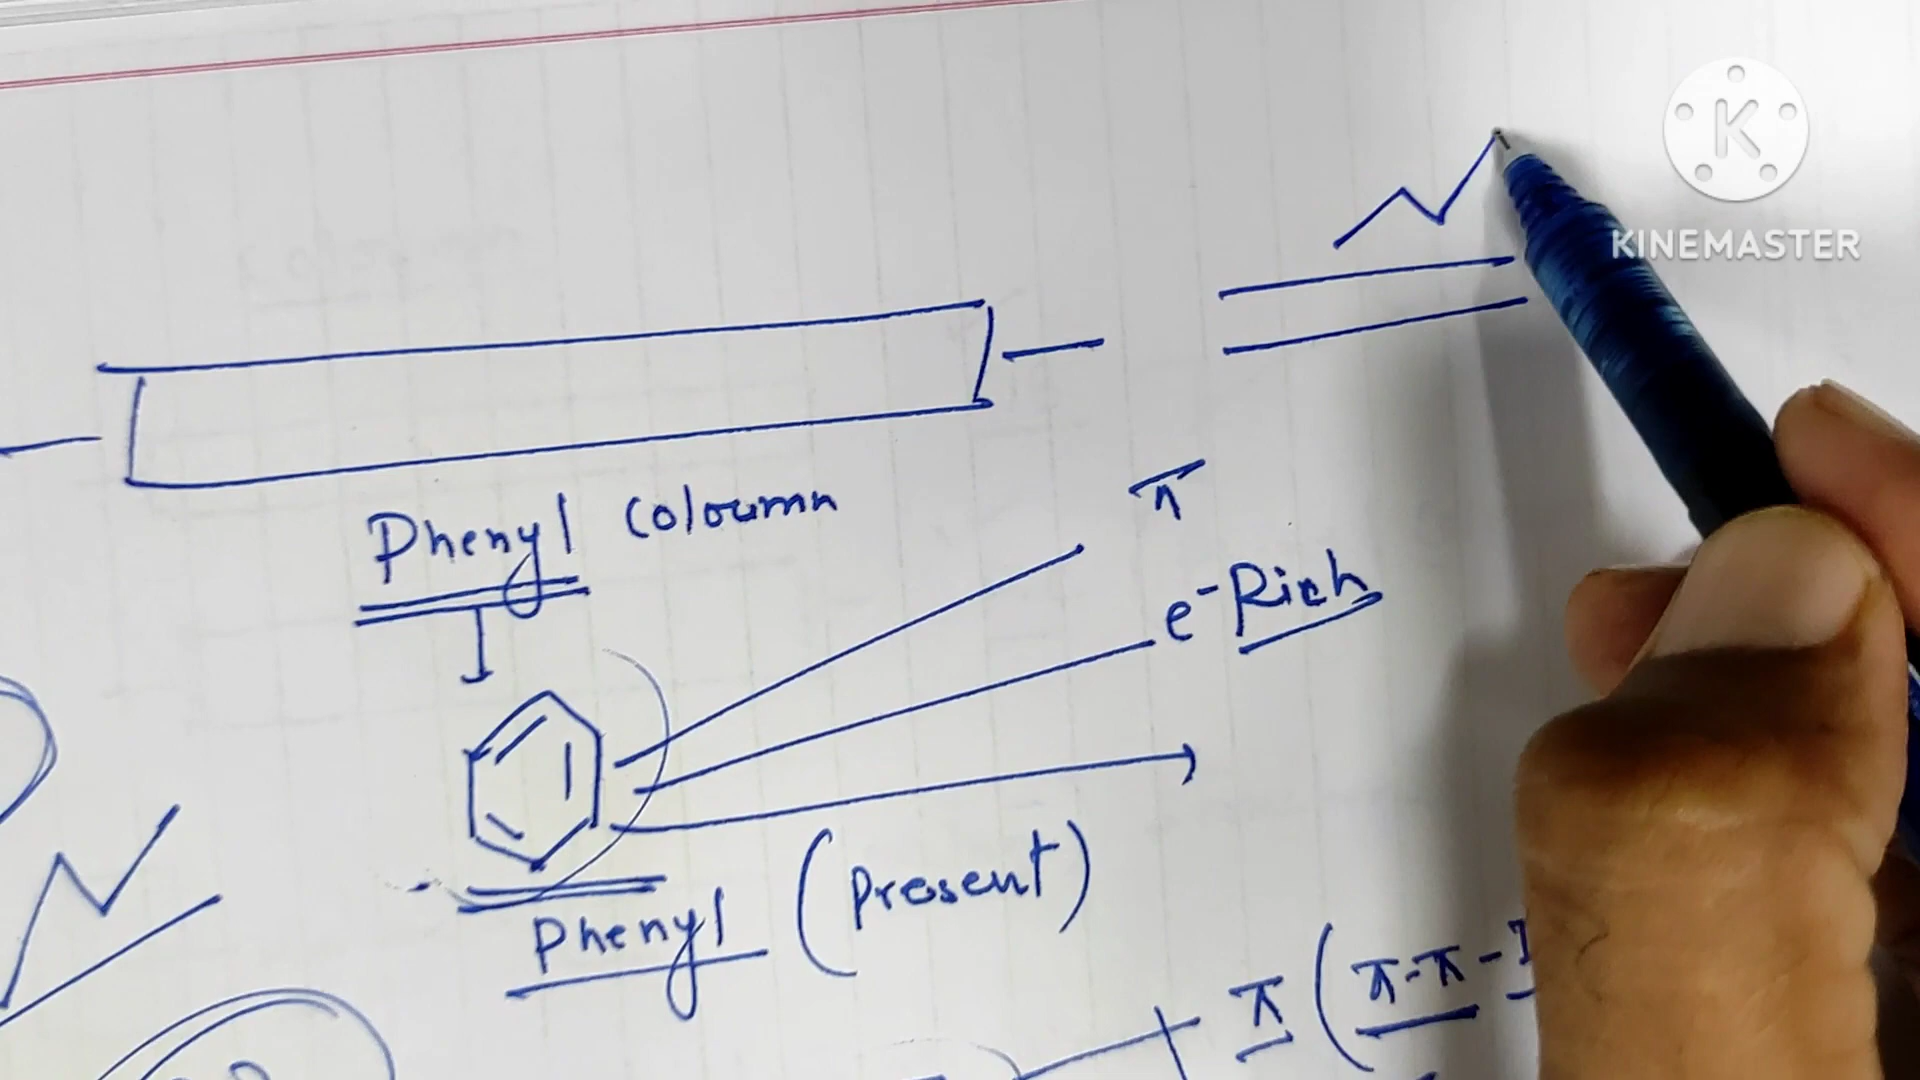 K
KINEMASTER
Phenyl Coloumn
π
e- Rich
Phenyl (Present)
π (π-π-